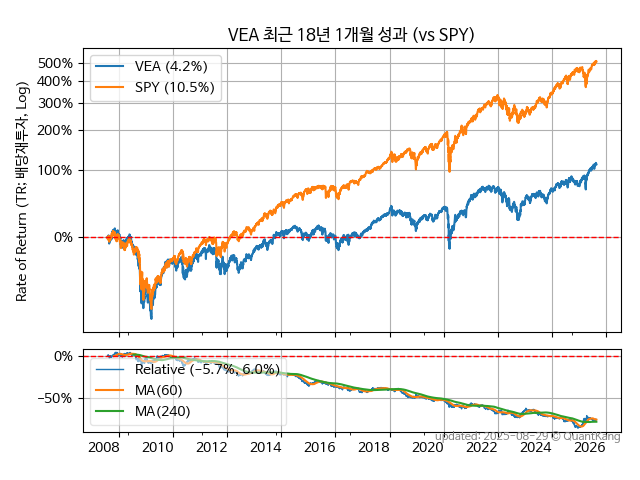 VEA 최근 18년 1개월 성과 (vs SPY)
Rate of Return (TR: 배당재투자, Log)
500%
400%
300%
200%
100%
0%
VEA (4.2%)
SPY (10.5%)
0%
−50%
Relative (−5.7%, 6.0%)
MA(60)
MA(240)
2008 2010 2012 2014 2016 2018 2020 2022 2024 2026
updated: 2025-08-29 © QuantKang